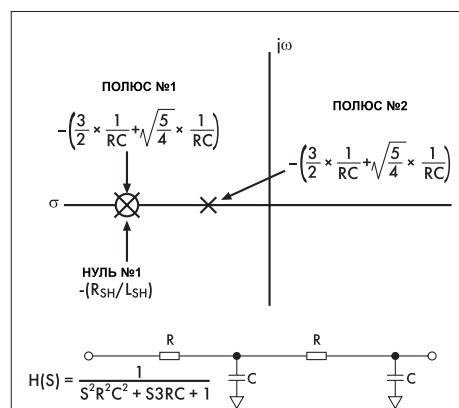 jω
ПОЛЮС №1
-(3/2 × 1/RC + √5/4 × 1/RC)
ПОЛЮС №2
-(3/2 × 1/RC + √5/4 × 1/RC)
σ
НУЛЬ №1
-(R_SH/L_SH)
R R
C C
H(S) = 1/(S²R²C² + S3RC + 1)